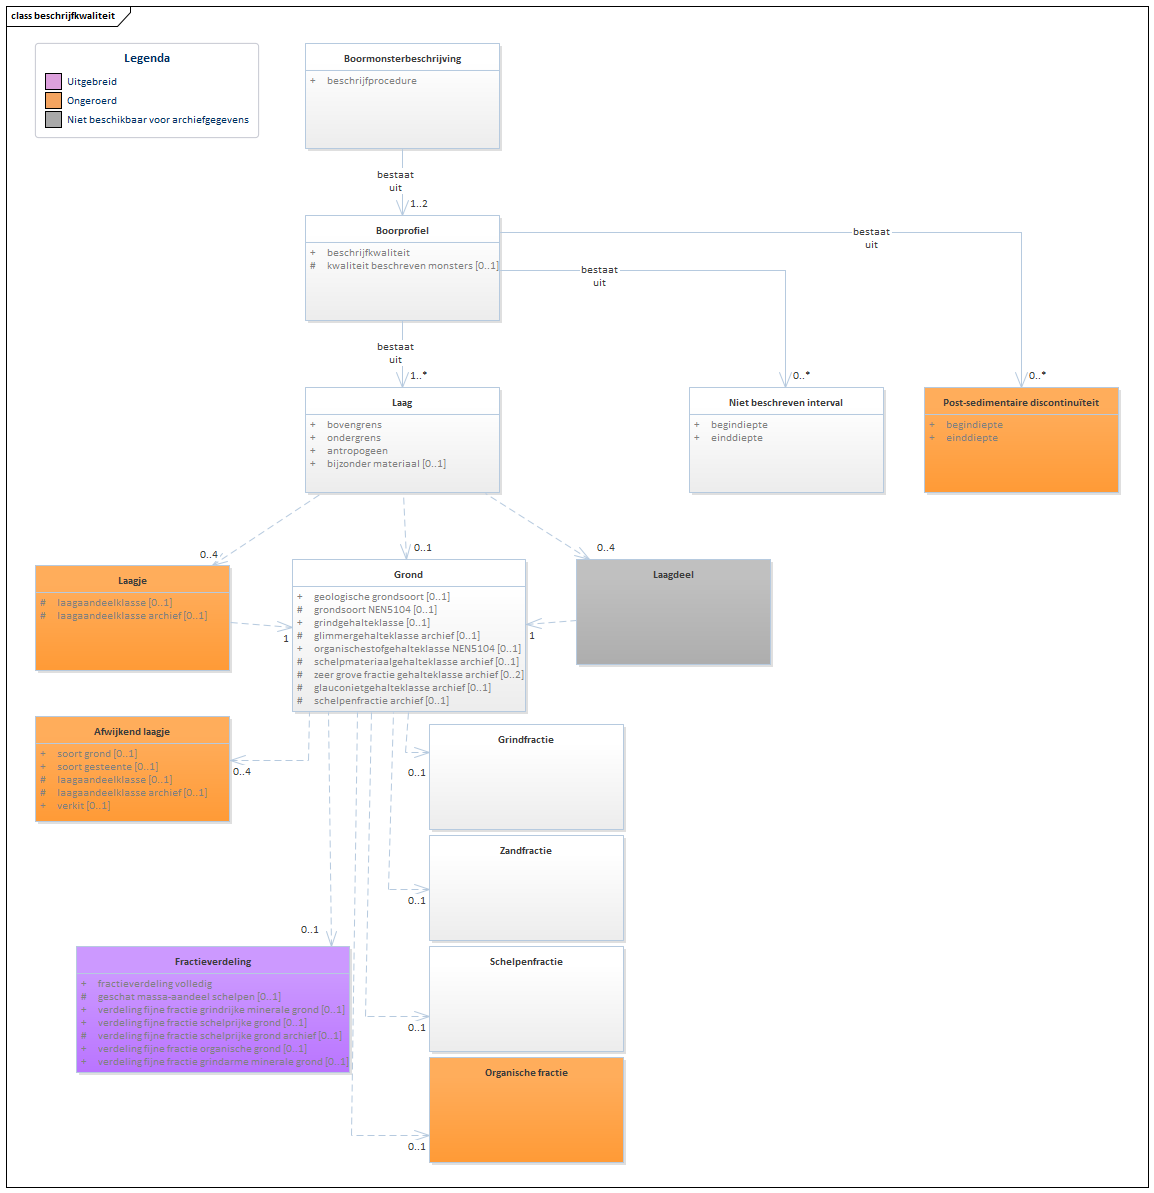 class beschrijfkwaliteit
Legenda
Uitgebreid
Ongeroerd
Niet beschikbaar voor archiefgegevens
Boormonsterbeschrijving
+ beschrijfprocedure
bestaat
uit
1..2
Boorprofiel
+ beschrijfkwaliteit
# kwaliteit beschreven monsters [0..1]
bestaat
uit
bestaat
uit
bestaat
uit
1..*
0..*
0..*
Laag
+ bovengrens
+ ondergrens
+ antropogeen
+ bijzonder materiaal [0..1]
Niet beschreven interval
+ begindiepte
+ einddiepte
Post-sedimentaire discontinuïteit
+ begindiepte
+ einddiepte
0..4
0..1
0..4
Laagje
# laagaandeelklasse [0..1]
# laagaandeelklasse archief [0..1]
1
Grond
+ geologische grondsoort [0..1]
# grondsoort NEN5104 [0..1]
+ grindgehalteklasse [0..1]
# glimmergehalteklasse archief [0..1]
+ organischestofgehalteklasse NEN5104 [0..1]
# schelpmateriaalgehalteklasse archief [0..1]
# zeer grove fractie gehalteklasse archief [0..2]
# glauconietgehalteklasse archief [0..1]
# schelpenfractie archief [0..1]
1
Laagdeel
Afwijkend laagje
+ soort grond [0..1]
+ soort gesteente [0..1]
# laagaandeelklasse [0..1]
# laagaandeelklasse archief [0..1]
+ verkit [0..1]
0..4
Grindfractie
0..1
Zandfractie
0..1
0..1
Fractieverdeling
+ fractieverdeling volledig
# geschat massa-aandeel schelpen [0..1]
+ verdeling fijne fractie grindrijke minerale grond [0..1]
+ verdeling fijne fractie schelprijke grond [0..1]
# verdeling fijne fractie schelprijke grond archief [0..1]
+ verdeling fijne fractie organische grond [0..1]
+ verdeling fijne fractie grindarme minerale grond [0..1]
Schelpenfractie
0..1
Organische fractie
0..1